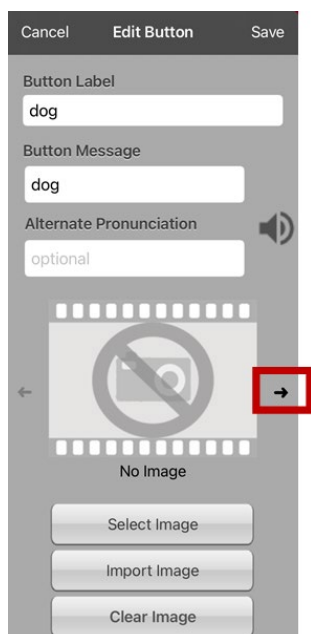 Cancel Edit Button Save
Button Label
dog
Button Message
dog
Alternate Pronunciation
optional
No Image
Select Image
Import Image
Clear Image